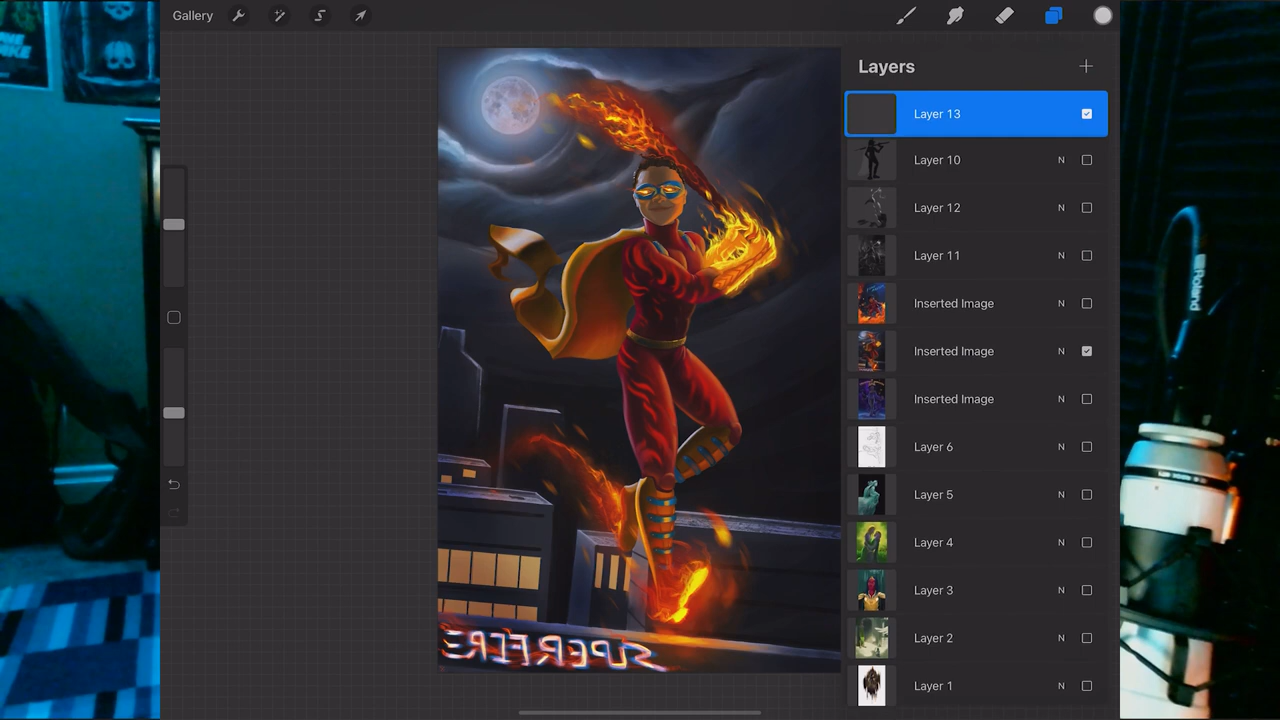 Gallery
Layers
Layer 13
Layer 10 N
Layer 12 N
Layer 11 N
Inserted Image N
Inserted Image N
Inserted Image N
Layer 6 N
Layer 5 N
Layer 4 N
Layer 3 N
Layer 2 N
Layer 1 N
SUPERFIRE
Roland